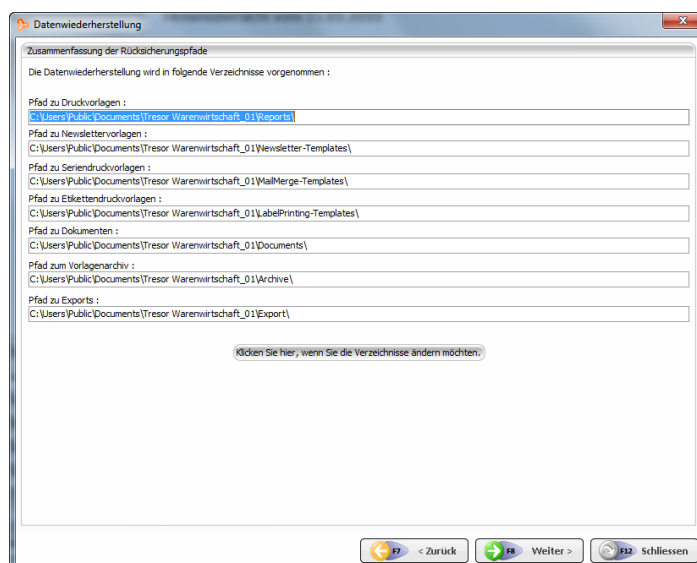 Datenwiederherstellung
Zusammenfassung der Rücksicherungspfade
Die Datenwiederherstellung wird in folgende Verzeichnisse vorgenommen :
Pfad zu Druckvorlagen :
C:\Users\Public\Documents\Tresor Warenwirtschaft_01\Reports\
Pfad zu Newslettervorlagen :
C:\Users\Public\Documents\Tresor Warenwirtschaft_01\Newsletter-Templates\
Pfad zu Seriendruckvorlagen :
C:\Users\Public\Documents\Tresor Warenwirtschaft_01\MailMerge-Templates\
Pfad zu Etikettendruckvorlagen :
C:\Users\Public\Documents\Tresor Warenwirtschaft_01\LabelPrinting-Templates\
Pfad zu Dokumenten :
C:\Users\Public\Documents\Tresor Warenwirtschaft_01\Documents\
Pfad zum Vorlagenarchiv :
C:\Users\Public\Documents\Tresor Warenwirtschaft_01\Archive\
Pfad zu Exports :
C:\Users\Public\Documents\Tresor Warenwirtschaft_01\Export\
Klicken Sie hier, wenn Sie die Verzeichnisse ändern möchten.
F7 < Zurück F8 Weiter > F12 Schliessen